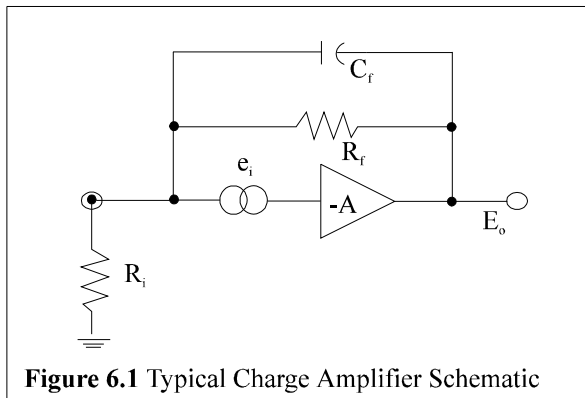 C_f
R_f
e_i
-A
E_o
R_i
Figure 6.1 Typical Charge Amplifier Schematic